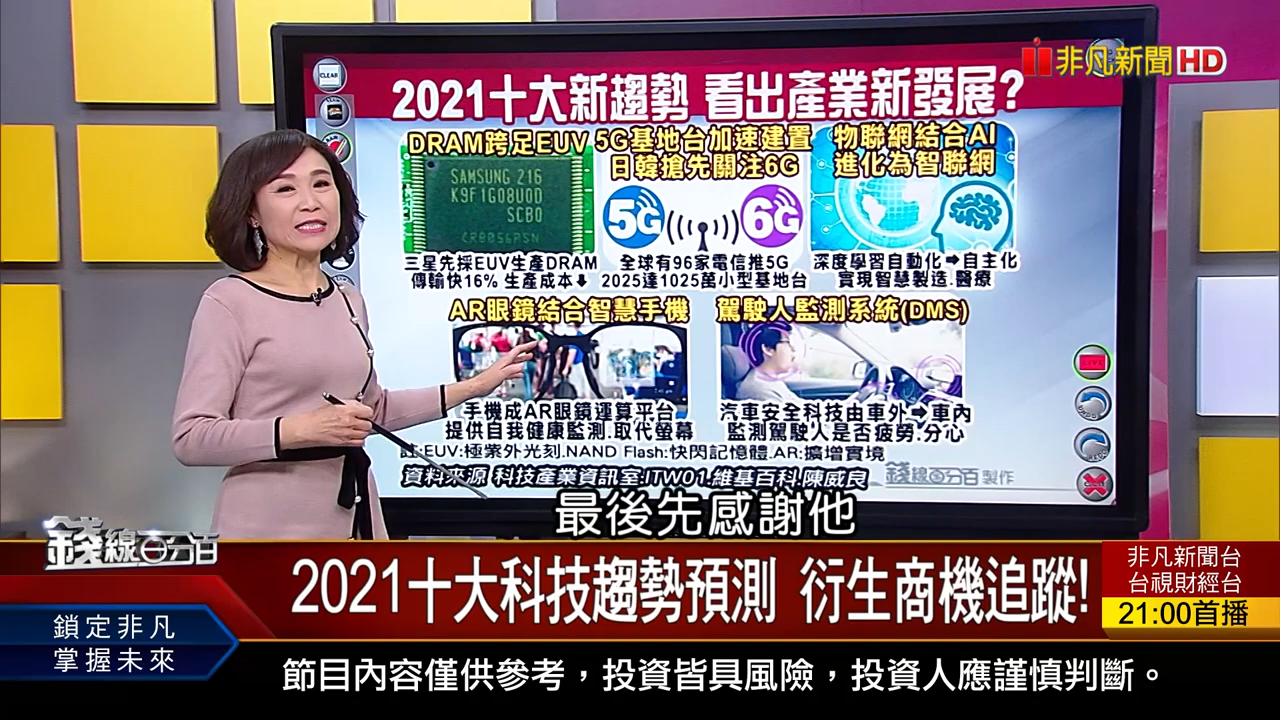 非凡新聞HD
CLEAR
2021十大新趨勢 看出產業新發展?
DRAM跨足EUV
SAMSUNG 216
K9F1G08U0D
SCB0
三星先採EUV生產DRAM
傳輸快16% 生產成本⬇
5G基地台加速建置
日韓搶先關注6G
5G
6G
全球有96家電信推5G
2025達1025萬小型基地台
物聯網結合AI
進化為智聯網
深度學習自動化➡自主化
實現智慧製造.醫療
AR眼鏡結合智慧手機
手機成AR眼鏡運算平台
提供自我健康監測.取代螢幕
駕駛人監測系統(DMS)
汽車安全科技由車外➡車內
監測駕駛人是否疲勞.分心
註:EUV:極紫外光刻.NAND Flash:快閃記憶體.AR:擴增實境
資料來源 科技產業資訊室.ITW01.維基百科.陳威良
錢線百分百 製作
最後先感謝他
錢線百分百
2021十大科技趨勢預測 衍生商機追蹤!
非凡新聞台
台視財經台
21:00首播
鎖定非凡
掌握未來
節目內容僅供參考，投資皆具風險，投資人應謹慎判斷。